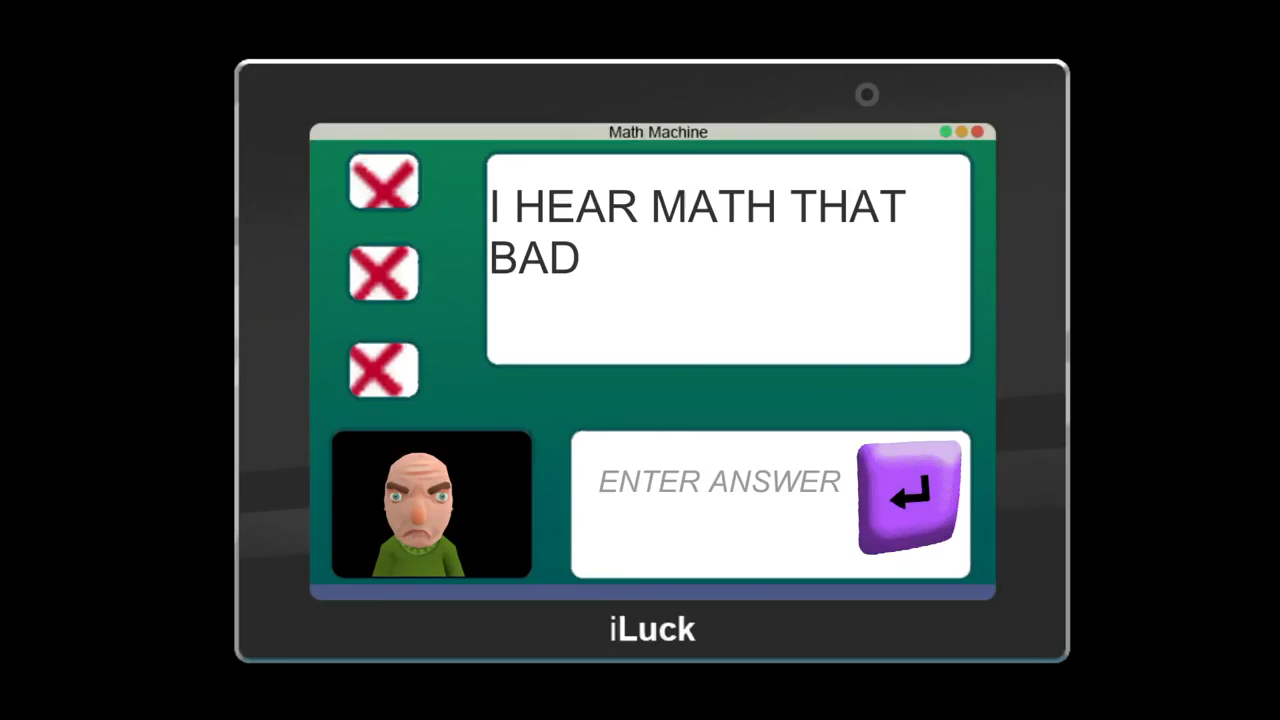 Math Machine
I HEAR MATH THAT
BAD
ENTER ANSWER
iLuck